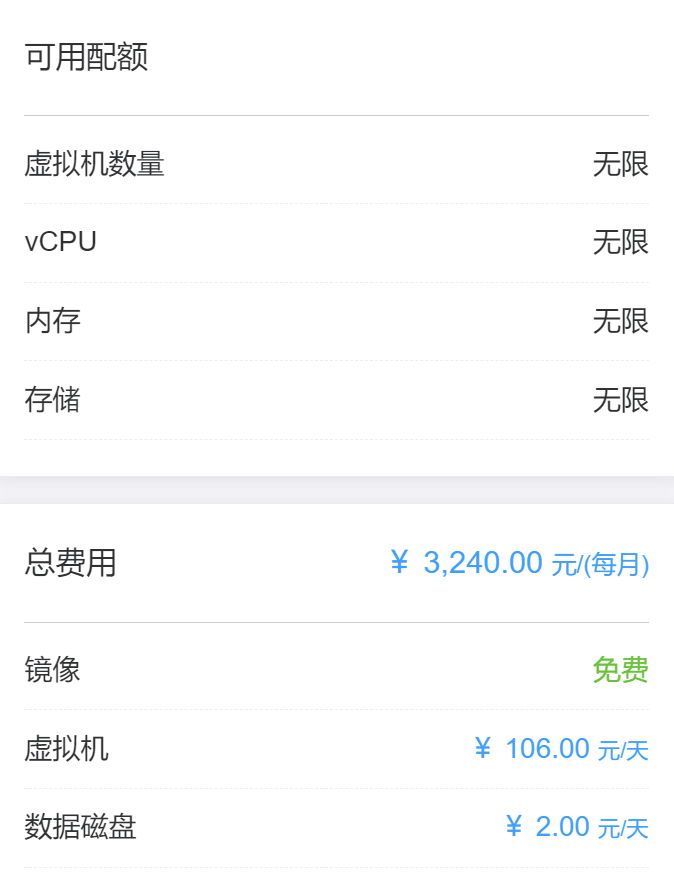 可用配额
虚拟机数量 无限
vCPU 无限
内存 无限
存储 无限
总费用 ¥ 3,240.00 元/(每月)
镜像 免费
虚拟机 ¥ 106.00 元/天
数据磁盘 ¥ 2.00 元/天